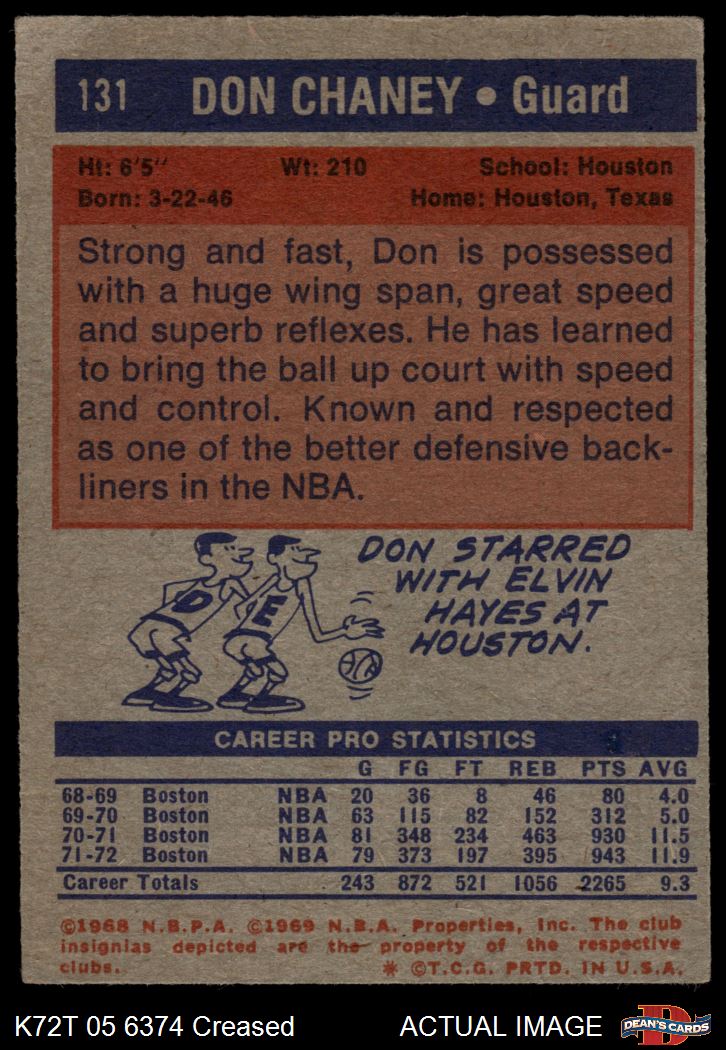 131 DON CHANEY • Guard
Ht: 6'5" Wt: 210 School: Houston
Born: 3-22-46 Home: Houston, Texas
Strong and fast, Don is possessed
with a huge wing span, great speed
and superb reflexes. He has learned
to bring the ball up court with speed
and control. Known and respected
as one of the better defensive back-
liners in the NBA.
DON STARRED
WITH ELVIN
HAYES AT
HOUSTON.
D E
CAREER PRO STATISTICS
G FG FT REB PTS AVG
68-69 Boston NBA 20 36 8 46 80 4.0
69-70 Boston NBA 63 115 82 152 312 5.0
70-71 Boston NBA 81 348 234 463 930 11.5
71-72 Boston NBA 79 373 197 395 943 11.9
Career Totals 243 872 521 1056 2265 9.3
©1968 N.B.P.A. ©1969 N.B.A. Properties, Inc. The club
insignias depicted are the property of the respective
clubs. * ©T.C.G. PRTD. IN U.S.A.
K72T 05 6374 Creased ACTUAL IMAGE D DEAN'S CARDS